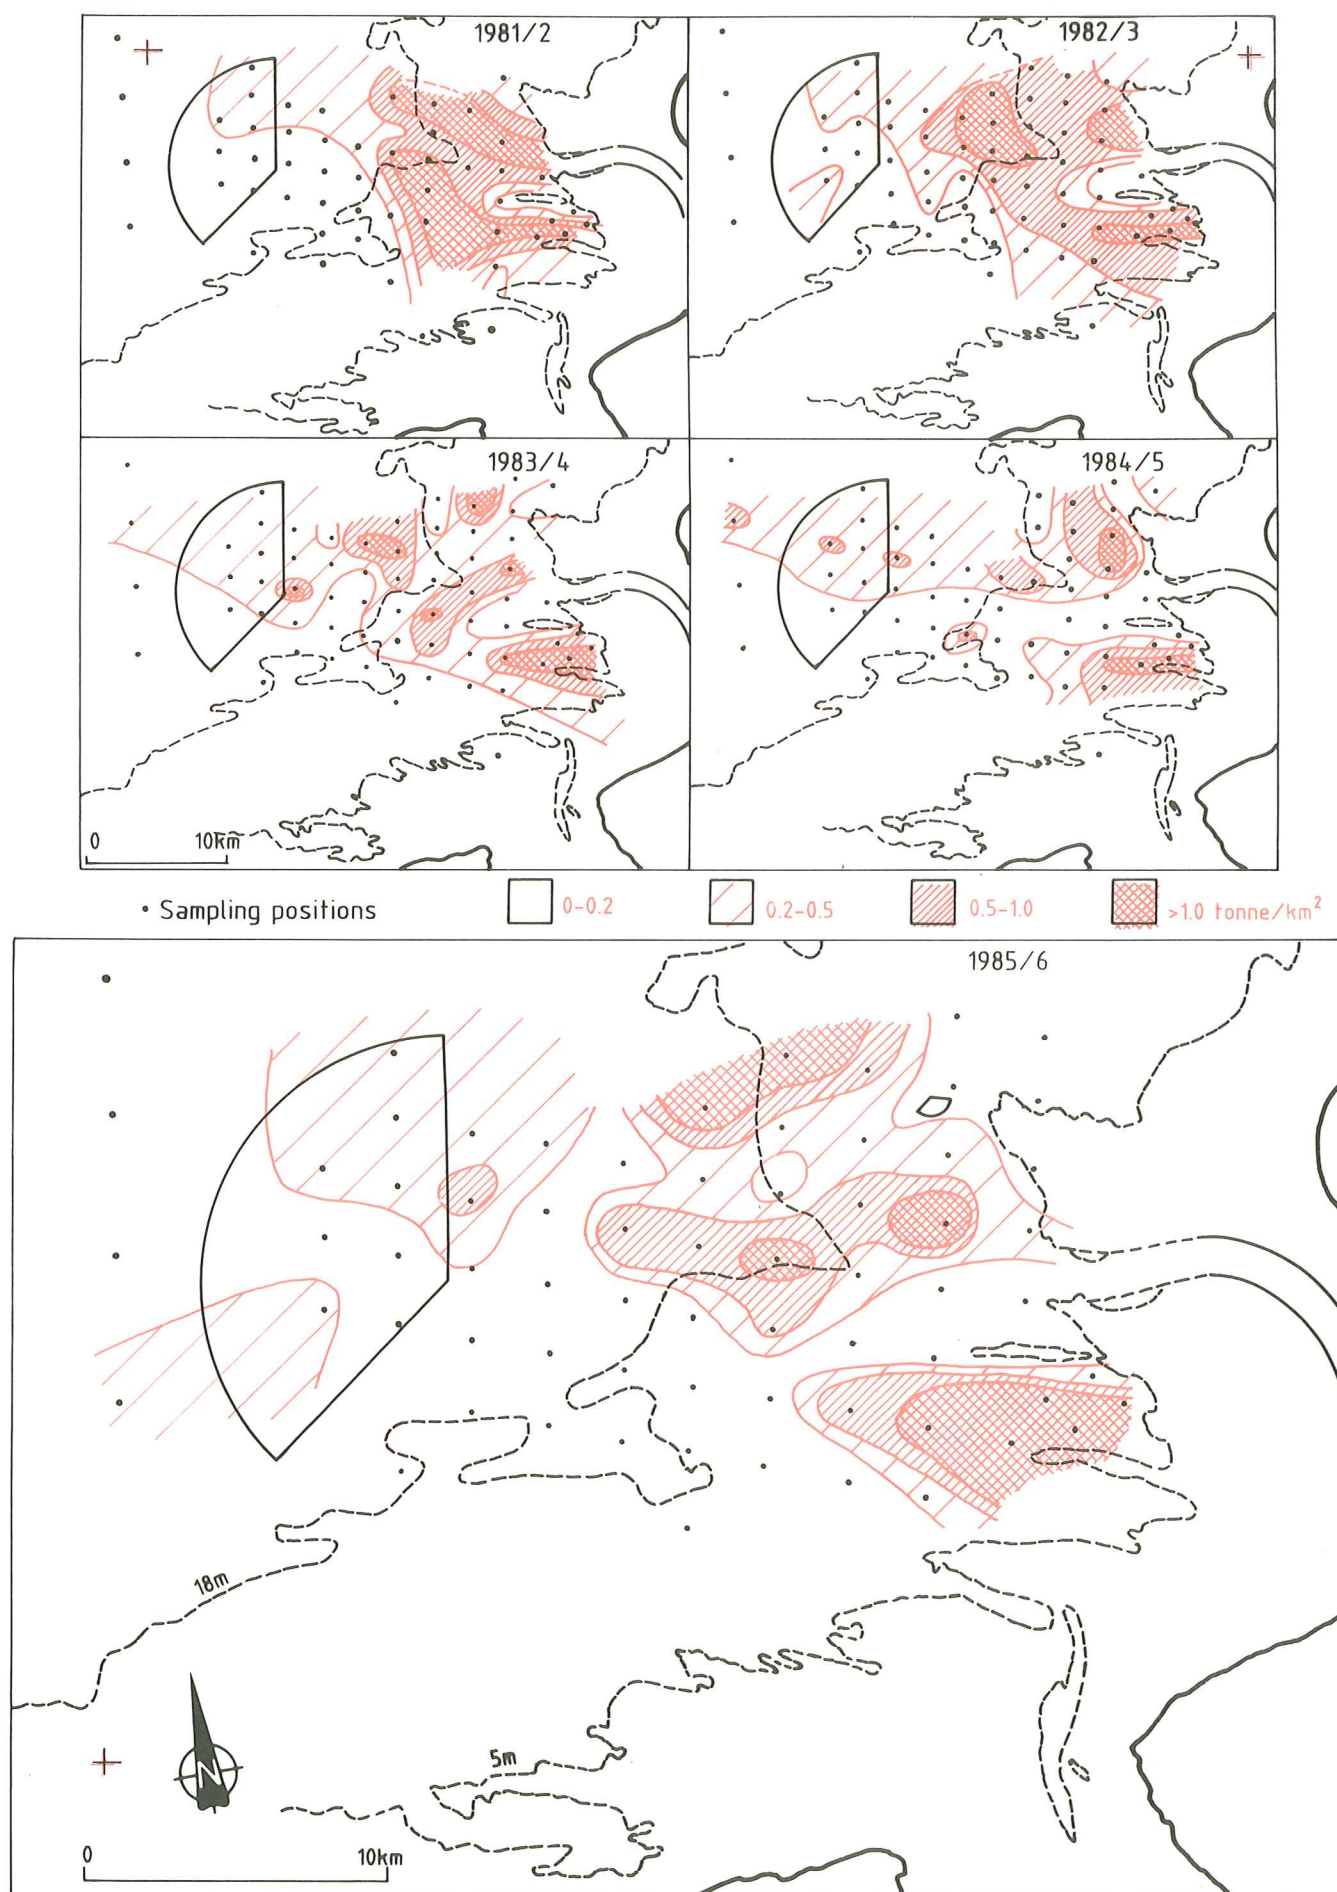 1981/2
1982/3
1983/4
1984/5
0 10km
• Sampling positions
0-0.2
0.2-0.5
0.5-1.0
>1.0 tonne/km²
1985/6
18m
N
5m
0 10km